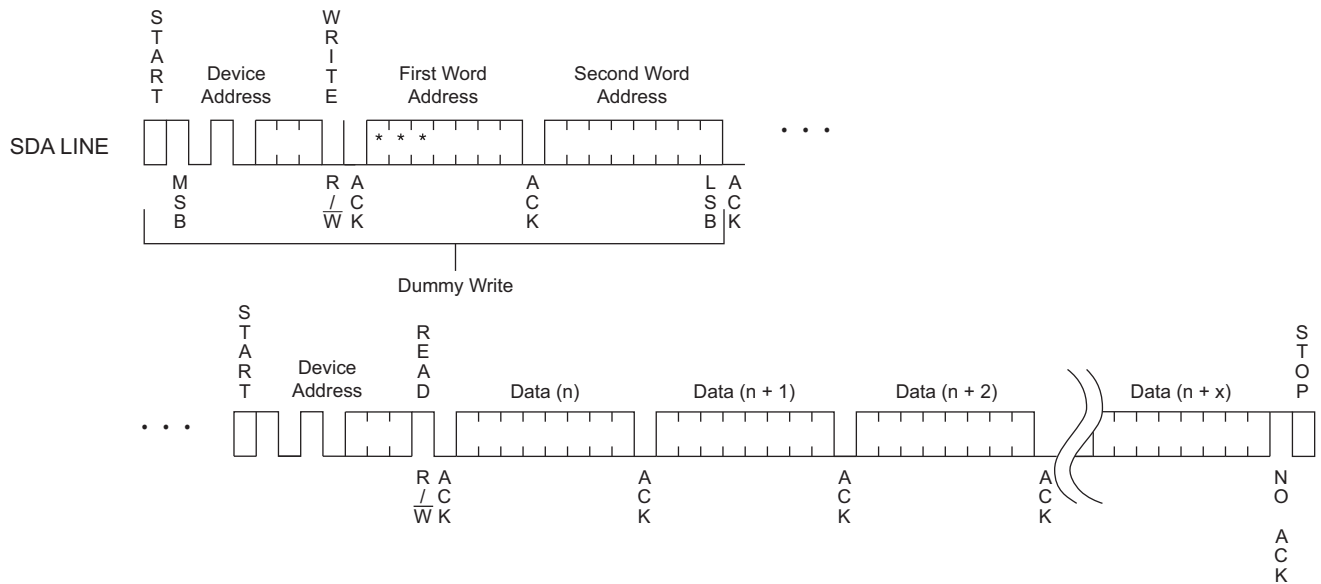 START
WRITE
Device
Address
First Word
Address
Second Word
Address
SDA LINE
* * *
• • •
MSB
R/W̅
ACK
ACK
LSB
ACK
Dummy Write
START
READ
STOP
Device
Address
Data (n)
Data (n + 1)
Data (n + 2)
Data (n + x)
• • •
R/W̅
ACK
ACK
ACK
ACK
NO ACK